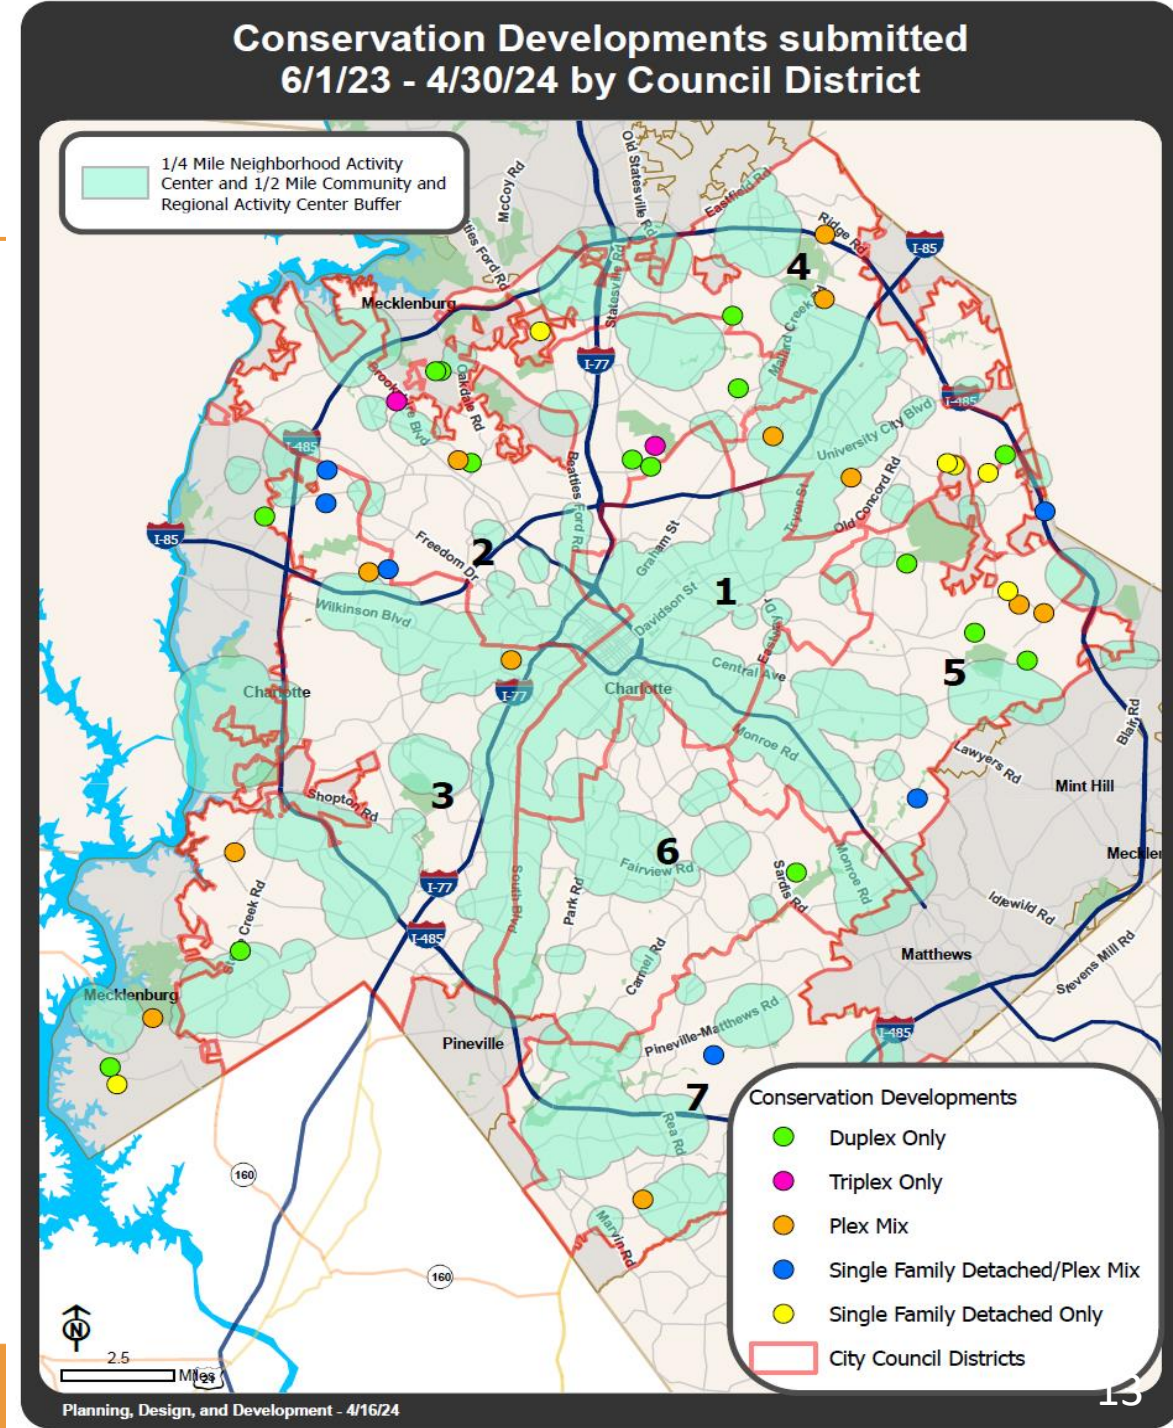 Conservation Developments submitted
6/1/23 - 4/30/24 by Council District
1/4 Mile Neighborhood Activity
Center and 1/2 Mile Community and
Regional Activity Center Buffer
McCoy Rd
Old Statesville Rd
Eastfield Rd
Ridge Rd
I-85
4
Statesville Rd
Mecklenburg
Mallard Creek
I-77
Oakdale Rd
I-485
University City Blvd
I-485
Beatties Ford Rd
Old Concord Rd
Tryon St
I-85
Freedom Dr
2
Graham St
1
Wilkinson Blvd
Davidson St
Central Ave
5
Charlotte
I-77
Charlotte
Blair Rd
Monroe Rd
Lawyers Rd
Mint Hill
3
Shopton Rd
6
Fairview Rd
I-77
South Blvd
Park Rd
Sardis Rd
Monroe Rd
Creek Rd
Idlewild Rd
I-485
Matthews
Carmel Rd
Stevens Mill Rd
Mecklenburg
Pineville-Matthews Rd
I-485
Pineville
7
Rea Rd
160
Marvin Rd
160
Conservation Developments
Duplex Only
Triplex Only
Plex Mix
Single Family Detached/Plex Mix
Single Family Detached Only
City Council Districts
N
2.5
Miles
21
13
Planning, Design, and Development - 4/16/24